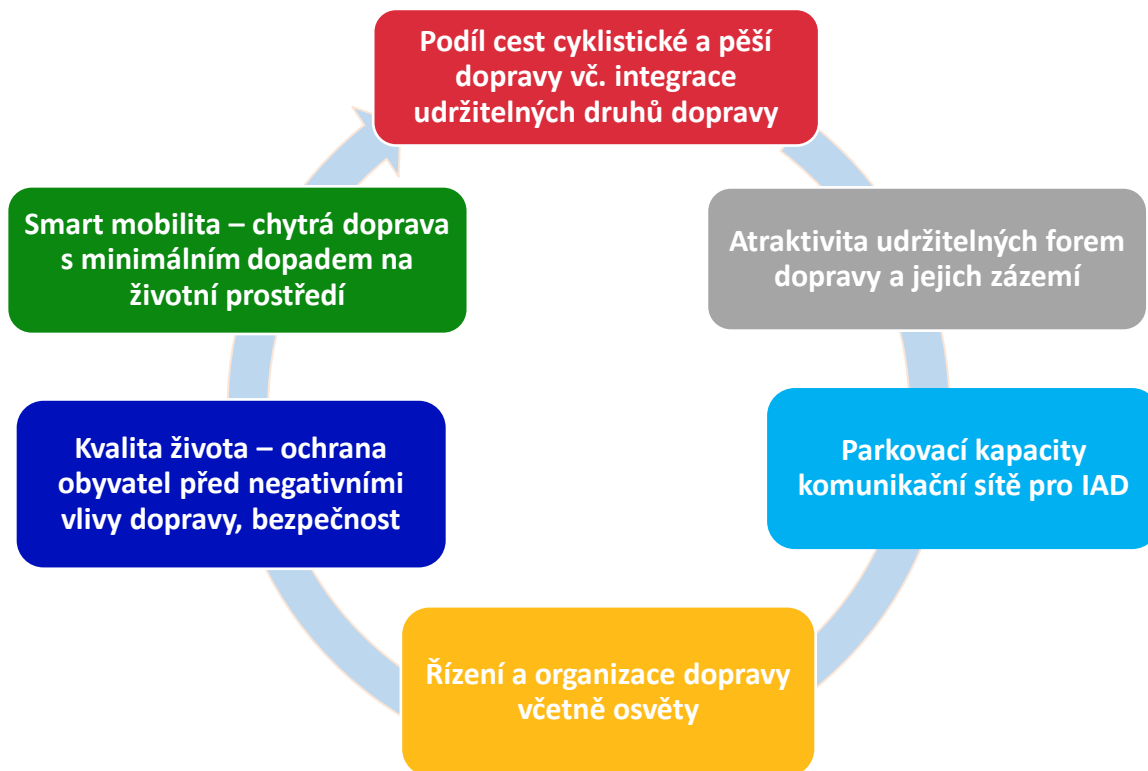 Podíl cest cyklistické a pěší
dopravy vč. integrace
udržitelných druhů dopravy
Atraktivita udržitelných forem
dopravy a jejich zázemí
Parkovací kapacity
komunikační sítě pro IAD
Řízení a organizace dopravy
včetně osvěty
Kvalita života – ochrana
obyvatel před negativními
vlivy dopravy, bezpečnost
Smart mobilita – chytrá doprava
s minimálním dopadem na
životní prostředí